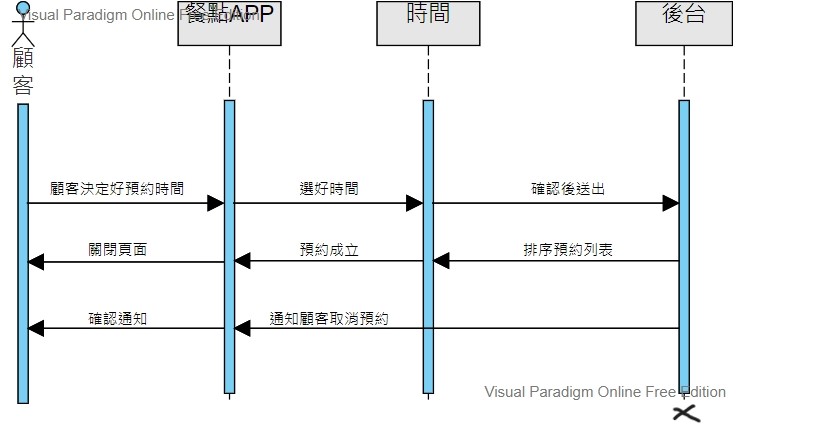 Visual Paradigm Online Free Edition
餐點APP
時間
後台
顧
客
顧客決定好預約時間
選好時間
確認後送出
關閉頁面
預約成立
排序預約列表
確認通知
通知顧客取消預約
Visual Paradigm Online Free Edition